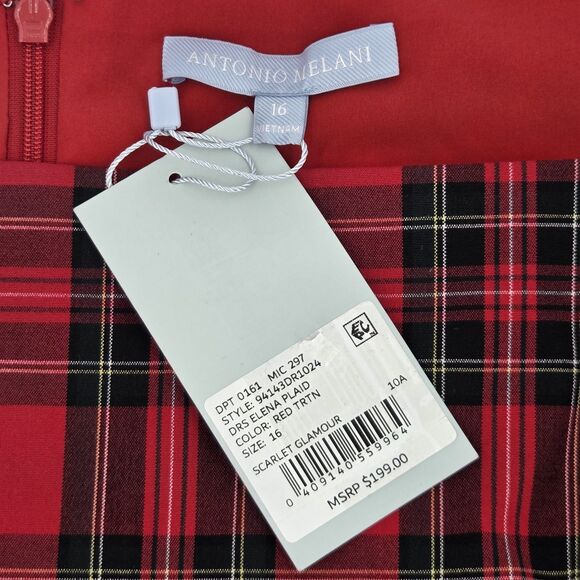 ANTONIO MELANI
16
VIETNAM
DPT 0161 MIC 297
STYLE: 94143DR1024
DRS ELENA PLAID
COLOR: RED TRTN
SIZE: 16 10A
SCARLET GLAMOUR
0 409140 559964
MSRP $199.00